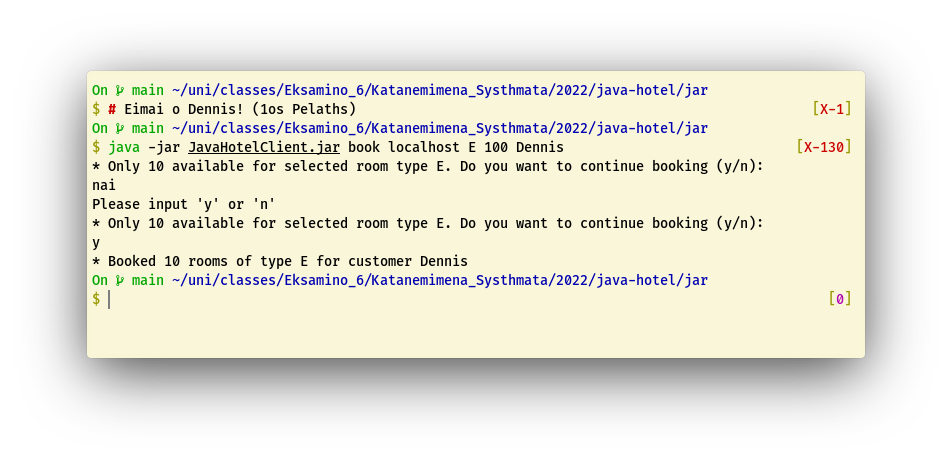 On main ~/uni/classes/Eksamino_6/Katanemimena_Systhmata/2022/java-hotel/jar
$ # Eimai o Dennis! (1os Pelaths) [X-1]
On main ~/uni/classes/Eksamino_6/Katanemimena_Systhmata/2022/java-hotel/jar
$ java -jar JavaHotelClient.jar book localhost E 100 Dennis [X-130]
* Only 10 available for selected room type E. Do you want to continue booking (y/n):
nai
Please input 'y' or 'n'
* Only 10 available for selected room type E. Do you want to continue booking (y/n):
y
* Booked 10 rooms of type E for customer Dennis
On main ~/uni/classes/Eksamino_6/Katanemimena_Systhmata/2022/java-hotel/jar
$ [0]